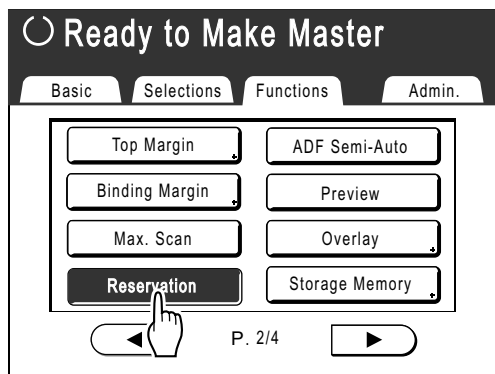 Ready to Make Master
Basic Selections Functions Admin.
Top Margin ADF Semi-Auto
Binding Margin Preview
Max. Scan Overlay
Reservation Storage Memory
P. 2/4